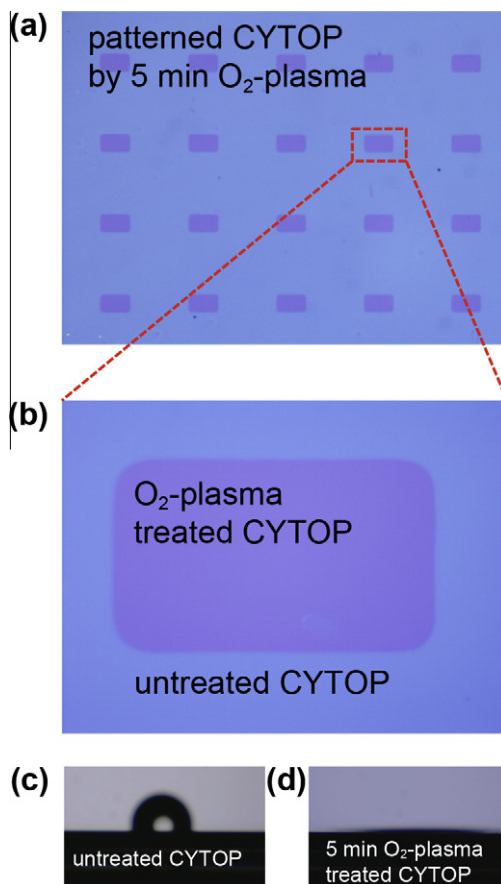 (a)
patterned CYTOP
by 5 min O₂-plasma
(b)
O₂-plasma
treated CYTOP
untreated CYTOP
(c)
untreated CYTOP
(d)
5 min O₂-plasma
treated CYTOP